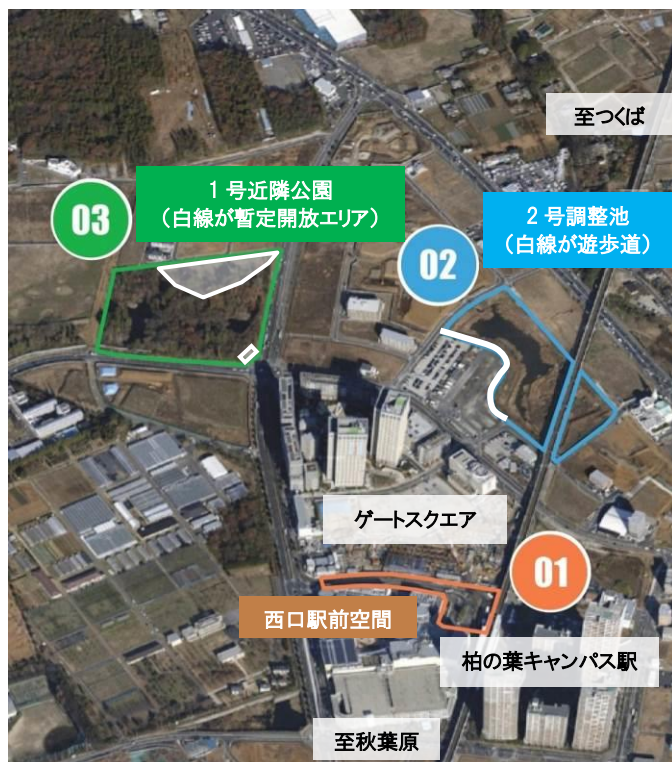 至つくば
1号近隣公園
（白線が暫定開放エリア）
03
2号調整池
（白線が遊歩道）
02
ゲートスクエア
01
西口駅前空間
柏の葉キャンパス駅
至秋葉原